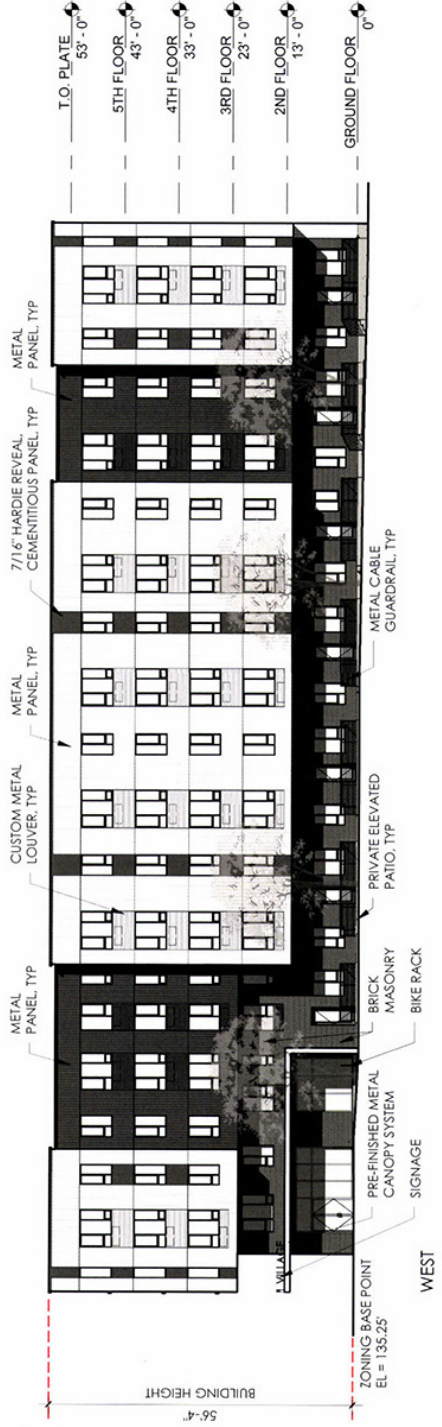 METAL
PANEL, TYP
CUSTOM METAL
LOUVER, TYP
METAL
PANEL, TYP
7/16" HARDIE REVEAL,
CEMENTITIOUS PANEL, TYP
METAL
PANEL, TYP
T.O. PLATE
53' - 0"
5TH FLOOR
43' - 0"
4TH FLOOR
33' - 0"
3RD FLOOR
23' - 0"
2ND FLOOR
13' - 0"
GROUND FLOOR
0"
56'-4"
BUILDING HEIGHT
VILLAGE
ZONING BASE POINT
EL = 135.25'
PRE-FINISHED METAL
CANOPY SYSTEM
SIGNAGE
BRICK
MASONRY
BIKE RACK
PRIVATE ELEVATED
PATIO, TYP
METAL CABLE
GUARDRAIL, TYP
WEST